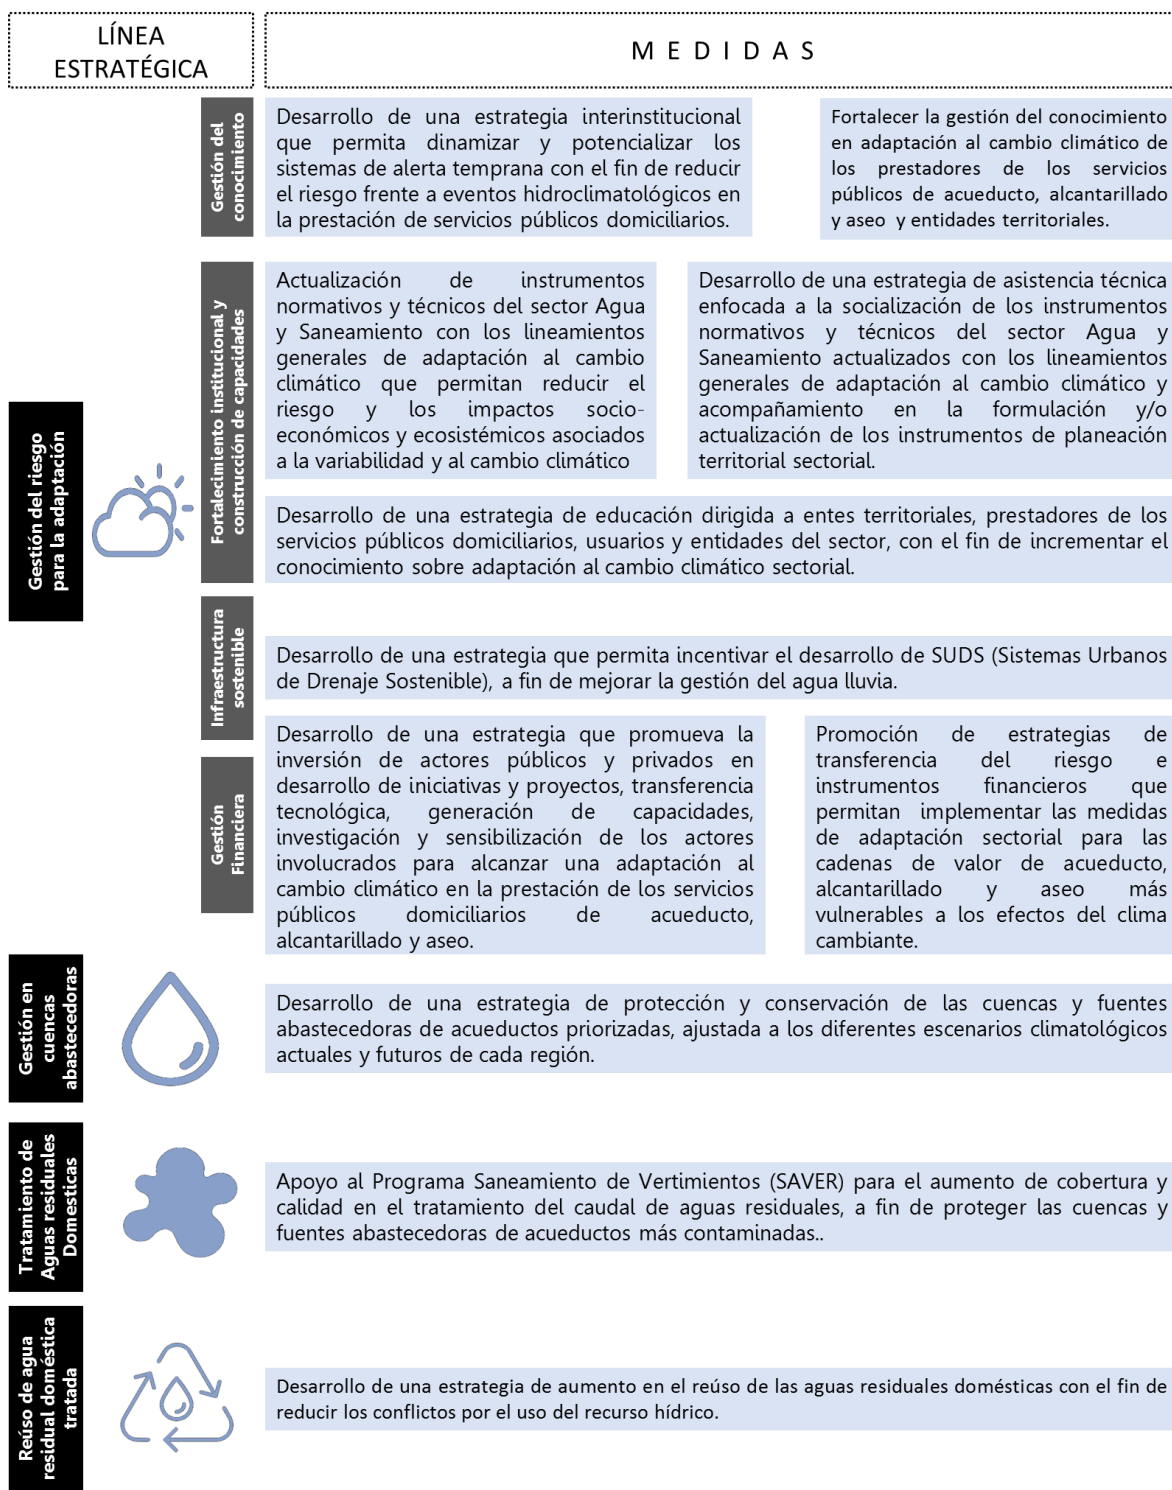 LÍNEA
ESTRATÉGICA
MEDIDAS
Gestión del riesgo
para la adaptación
Gestión del
conocimiento
Desarrollo de una estrategia interinstitucional
que permita dinamizar y potencializar los
sistemas de alerta temprana con el fin de reducir
el riesgo frente a eventos hidroclimatológicos en
la prestación de servicios públicos domiciliarios.
Fortalecer la gestión del conocimiento
en adaptación al cambio climático de
los prestadores de los servicios
públicos de acueducto, alcantarillado
y aseo y entidades territoriales.
Fortalecimiento institucional y
construcción de capacidades
Actualización de instrumentos
normativos y técnicos del sector Agua
y Saneamiento con los lineamientos
generales de adaptación al cambio
climático que permitan reducir el
riesgo y los impactos socio-
económicos y ecosistémicos asociados
a la variabilidad y al cambio climático
Desarrollo de una estrategia de asistencia técnica
enfocada a la socialización de los instrumentos
normativos y técnicos del sector Agua y
Saneamiento actualizados con los lineamientos
generales de adaptación al cambio climático y
acompañamiento en la formulación y/o
actualización de los instrumentos de planeación
territorial sectorial.
Desarrollo de una estrategia de educación dirigida a entes territoriales, prestadores de los
servicios públicos domiciliarios, usuarios y entidades del sector, con el fin de incrementar el
conocimiento sobre adaptación al cambio climático sectorial.
Infraestructura
sostenible
Desarrollo de una estrategia que permita incentivar el desarrollo de SUDS (Sistemas Urbanos
de Drenaje Sostenible), a fin de mejorar la gestión del agua lluvia.
Gestión
Financiera
Desarrollo de una estrategia que promueva la
inversión de actores públicos y privados en
desarrollo de iniciativas y proyectos, transferencia
tecnológica, generación de capacidades,
investigación y sensibilización de los actores
involucrados para alcanzar una adaptación al
cambio climático en la prestación de los servicios
públicos domiciliarios de acueducto,
alcantarillado y aseo.
Promoción de estrategias de
transferencia del riesgo e
instrumentos financieros que
permitan implementar las medidas
de adaptación sectorial para las
cadenas de valor de acueducto,
alcantarillado y aseo más
vulnerables a los efectos del clima
cambiante.
Gestión en
cuencas
abastecedoras
Desarrollo de una estrategia de protección y conservación de las cuencas y fuentes
abastecedoras de acueductos priorizadas, ajustada a los diferentes escenarios climatológicos
actuales y futuros de cada región.
Tratamiento de
Aguas residuales
Domesticas
Apoyo al Programa Saneamiento de Vertimientos (SAVER) para el aumento de cobertura y
calidad en el tratamiento del caudal de aguas residuales, a fin de proteger las cuencas y
fuentes abastecedoras de acueductos más contaminadas..
Reúso de agua
residual doméstica
tratada
Desarrollo de una estrategia de aumento en el reúso de las aguas residuales domésticas con el fin de
reducir los conflictos por el uso del recurso hídrico.